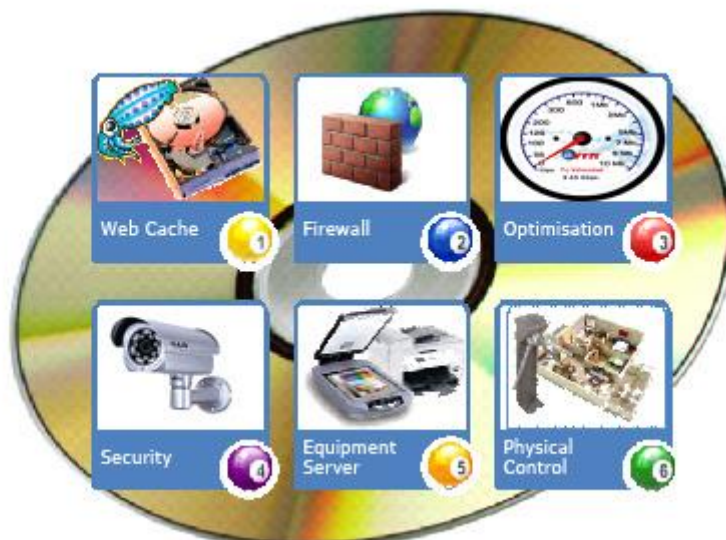 Web Cache
1
Firewall
2
Optimisation
3
Security
4
Equipment
Server
5
Physical
Control
6